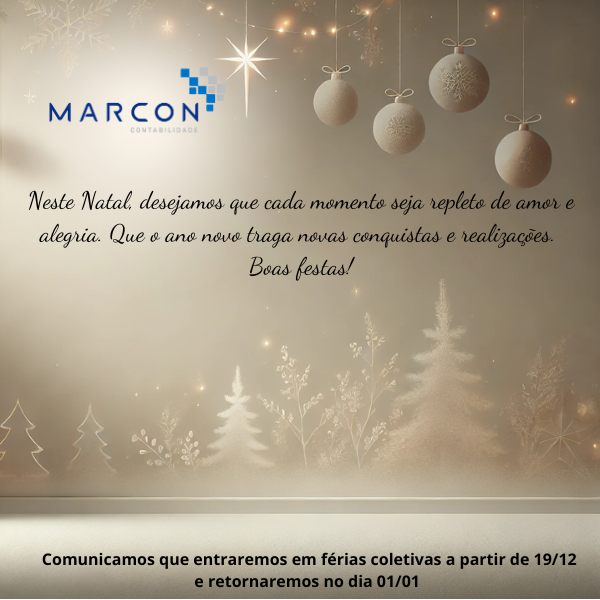 MARCON
CONTABILIDADE
Neste Natal, desejamos que cada momento seja repleto de amor e
alegria. Que o ano novo traga novas conquistas e realizações.
Boas festas!
Comunicamos que entraremos em férias coletivas a partir de 19/12
e retornaremos no dia 01/01